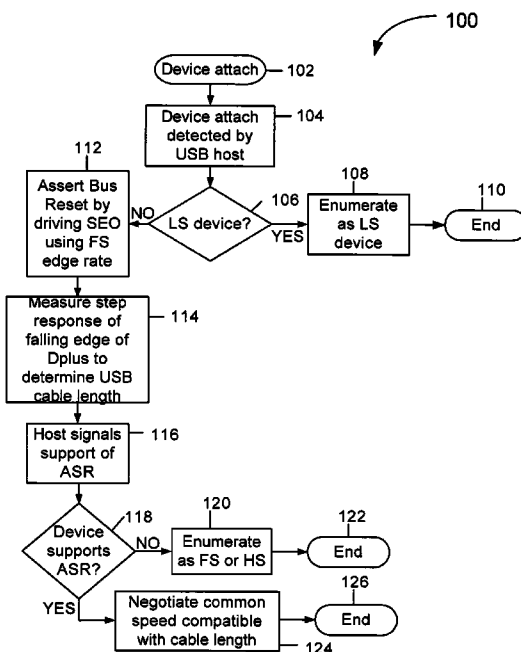 100
Device attach
102
Device attach
detected by
USB host
104
112
Assert Bus
Reset by
driving SEO
using FS
edge rate
NO
LS device?
106
YES
108
Enumerate
as LS
device
110
End
Measure step
response of
falling edge of
Dplus to
determine USB
cable length
114
Host signals
support of
ASR
116
Device
supports
ASR?
118
NO
120
Enumerate
as FS or HS
122
End
YES
Negotiate common
speed compatible
with cable length
124
126
End